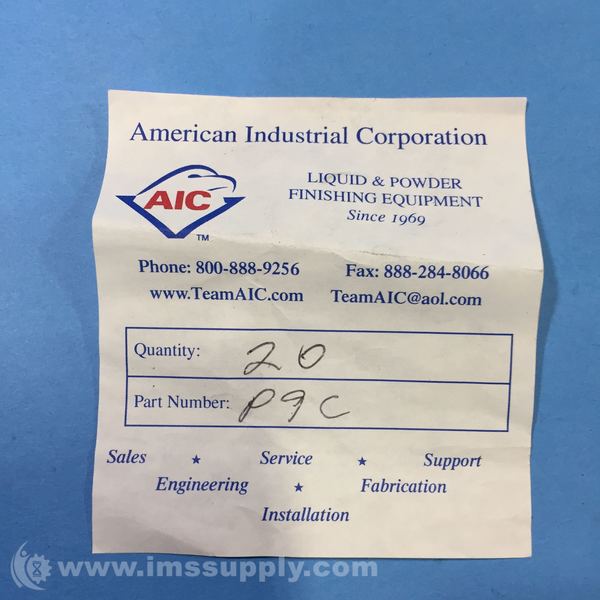 American Industrial Corporation
AIC
TM
LIQUID & POWDER
FINISHING EQUIPMENT
Since 1969
Phone: 800-888-9256 Fax: 888-284-8066
www.TeamAIC.com TeamAIC@aol.com
Quantity: 20
Part Number: P9C
Sales ★ Service ★ Support
Engineering ★ Fabrication
Installation
www.imssupply.com